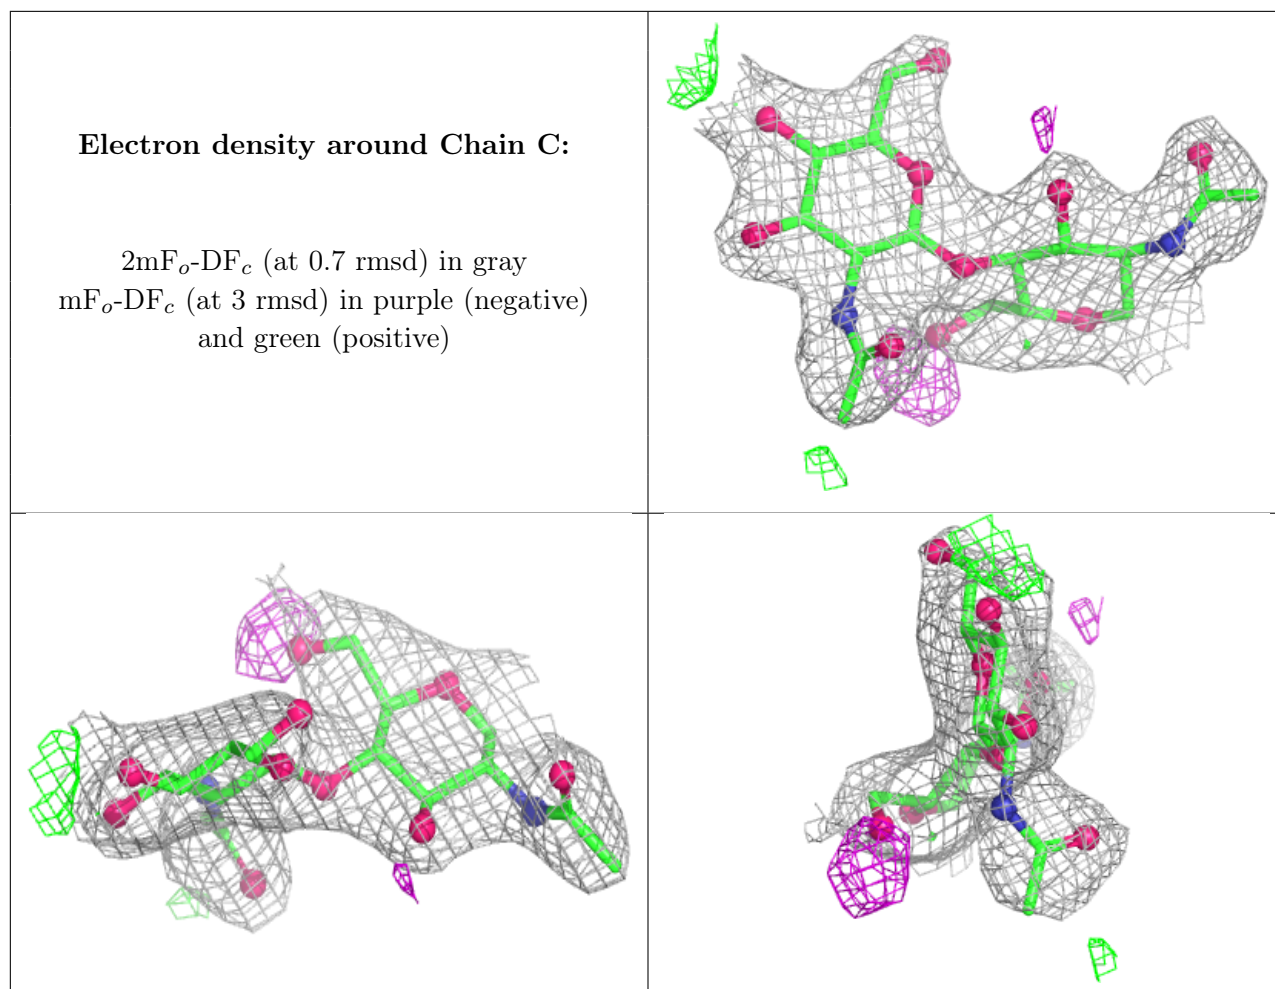 Electron density around Chain C:
2mFₒ-DF𝒸 (at 0.7 rmsd) in gray
mFₒ-DF𝒸 (at 3 rmsd) in purple (negative)
and green (positive)